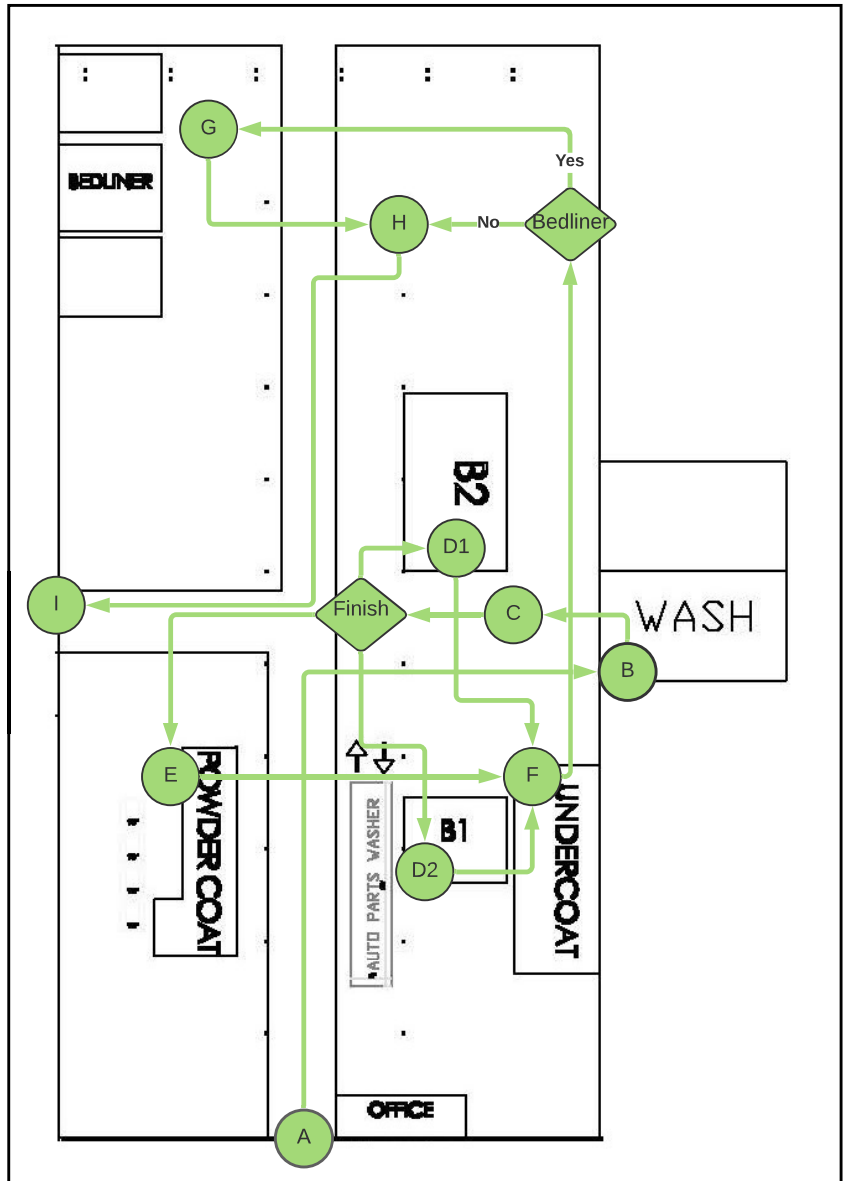 G
Yes
BEDLINER
H
No
Bedliner
B2
D1
I
Finish
C
WASH
B
E
F
POWDER COAT
AUTO PARTS WASHER
B1
UNDERCOAT
D2
OFFICE
A